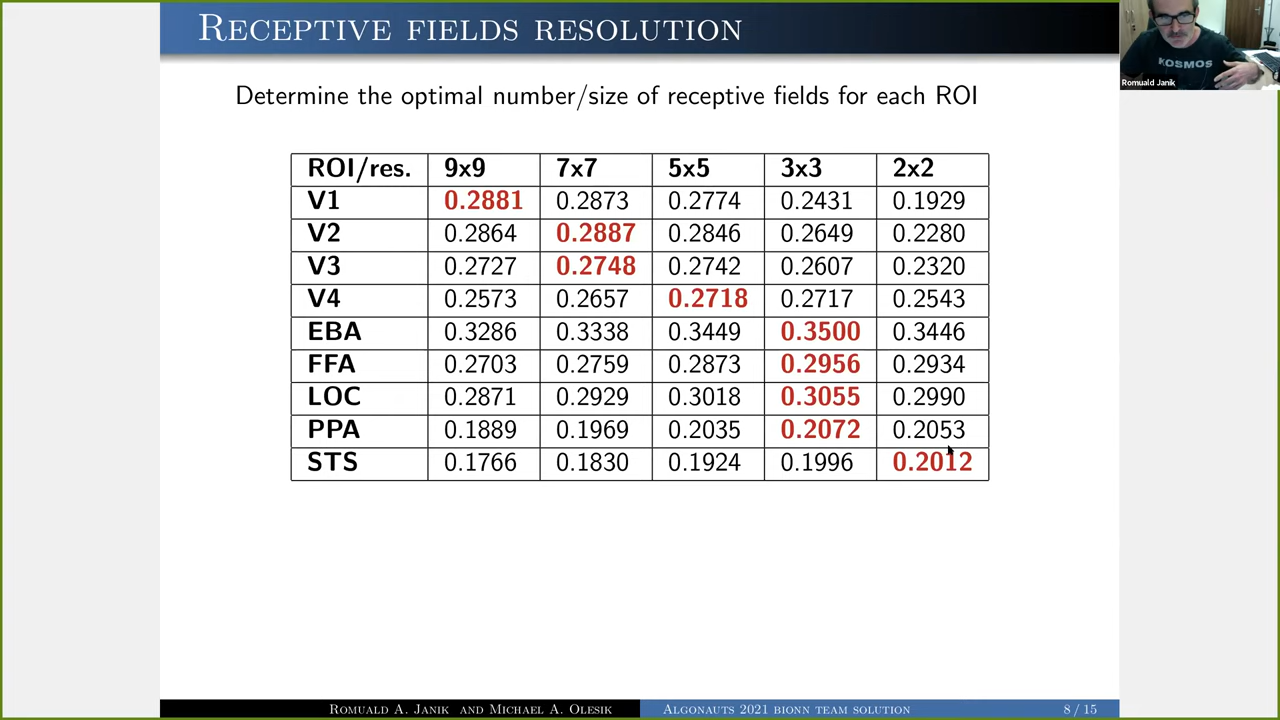 RECEPTIVE FIELDS RESOLUTION
KOSMOS
Romuald Janik
Determine the optimal number/size of receptive fields for each ROI
ROI/res. 9x9 7x7 5x5 3x3 2x2
V1 0.2881 0.2873 0.2774 0.2431 0.1929
V2 0.2864 0.2887 0.2846 0.2649 0.2280
V3 0.2727 0.2748 0.2742 0.2607 0.2320
V4 0.2573 0.2657 0.2718 0.2717 0.2543
EBA 0.3286 0.3338 0.3449 0.3500 0.3446
FFA 0.2703 0.2759 0.2873 0.2956 0.2934
LOC 0.2871 0.2929 0.3018 0.3055 0.2990
PPA 0.1889 0.1969 0.2035 0.2072 0.2053
STS 0.1766 0.1830 0.1924 0.1996 0.2012
ROMUALD A. JANIK AND MICHAEL A. OLESIK ALGONAUTS 2021 BIONN TEAM SOLUTION 8 / 15